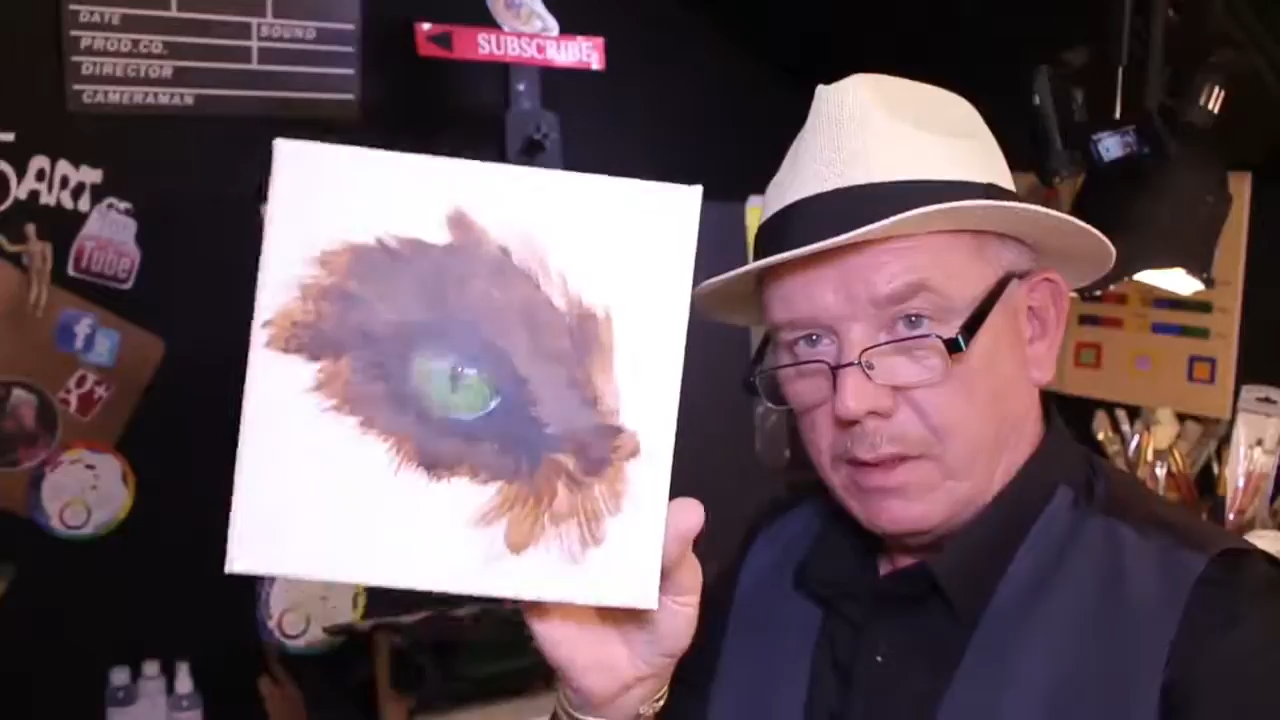 DATE
SOUND
PROD.CO.
DIRECTOR
CAMERAMAN
SUBSCRIBE
ART
You
Tube
f
g+